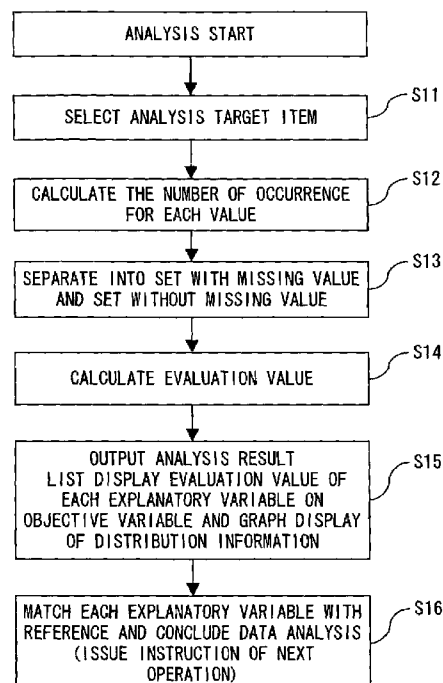 ANALYSIS START
S11
SELECT ANALYSIS TARGET ITEM
S12
CALCULATE THE NUMBER OF OCCURRENCE
FOR EACH VALUE
S13
SEPARATE INTO SET WITH MISSING VALUE
AND SET WITHOUT MISSING VALUE
S14
CALCULATE EVALUATION VALUE
S15
OUTPUT ANALYSIS RESULT
LIST DISPLAY EVALUATION VALUE OF
EACH EXPLANATORY VARIABLE ON
OBJECTIVE VARIABLE AND GRAPH DISPLAY
OF DISTRIBUTION INFORMATION
S16
MATCH EACH EXPLANATORY VARIABLE WITH
REFERENCE AND CONCLUDE DATA ANALYSIS
(ISSUE INSTRUCTION OF NEXT
OPERATION)